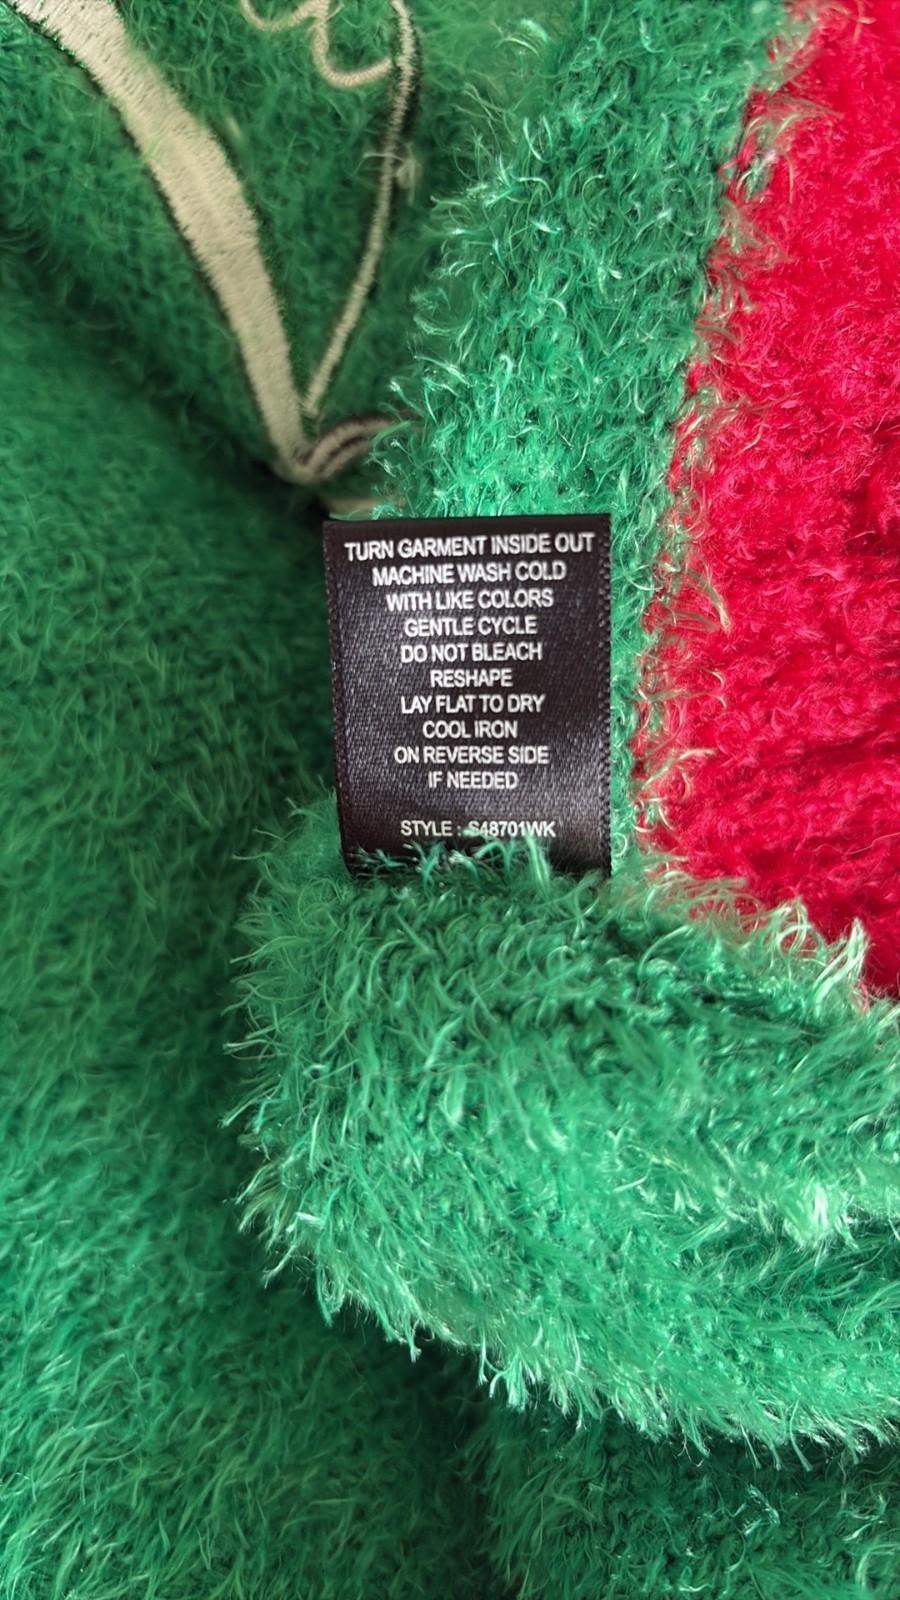 TURN GARMENT INSIDE OUT
MACHINE WASH COLD
WITH LIKE COLORS
GENTLE CYCLE
DO NOT BLEACH
RESHAPE
LAY FLAT TO DRY
COOL IRON
ON REVERSE SIDE
IF NEEDED
STYLE : S48701WK